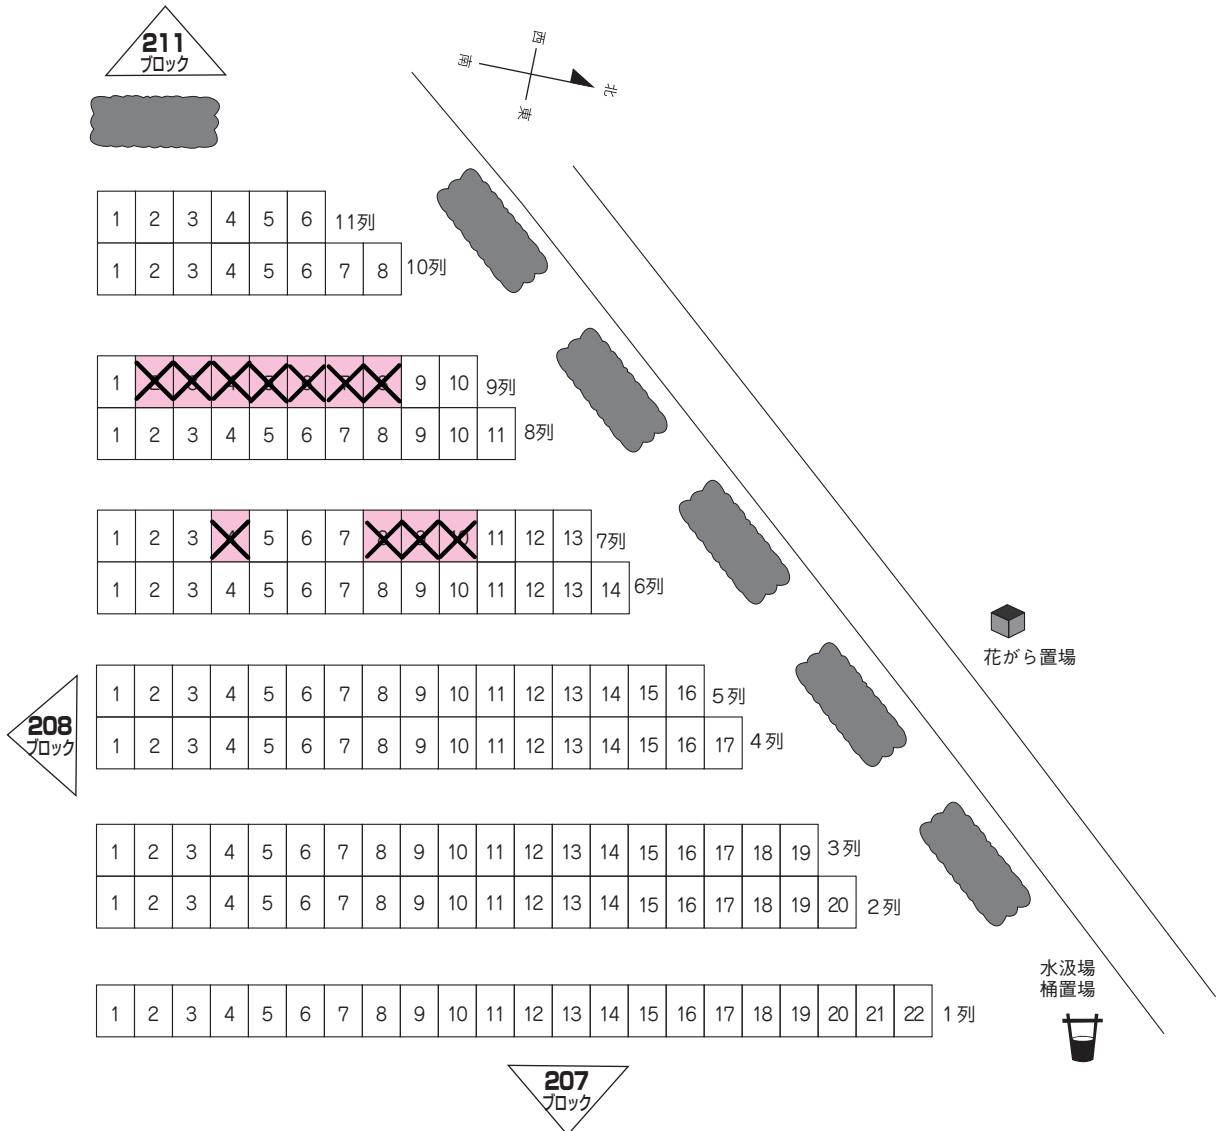 211
ブロック
西
南
北
東
1 2 3 4 5 6 11列
1 2 3 4 5 6 7 8 10列
1 9 10 9列
1 2 3 4 5 6 7 8 9 10 11 8列
1 2 3 5 6 7 11 12 13 7列
1 2 3 4 5 6 7 8 9 10 11 12 13 14 6列
花がら置場
1 2 3 4 5 6 7 8 9 10 11 12 13 14 15 16 5列
208
ブロック
1 2 3 4 5 6 7 8 9 10 11 12 13 14 15 16 17 4列
1 2 3 4 5 6 7 8 9 10 11 12 13 14 15 16 17 18 19 3列
1 2 3 4 5 6 7 8 9 10 11 12 13 14 15 16 17 18 19 20 2列
水汲場
桶置場
1 2 3 4 5 6 7 8 9 10 11 12 13 14 15 16 17 18 19 20 21 22 1列
207
ブロック